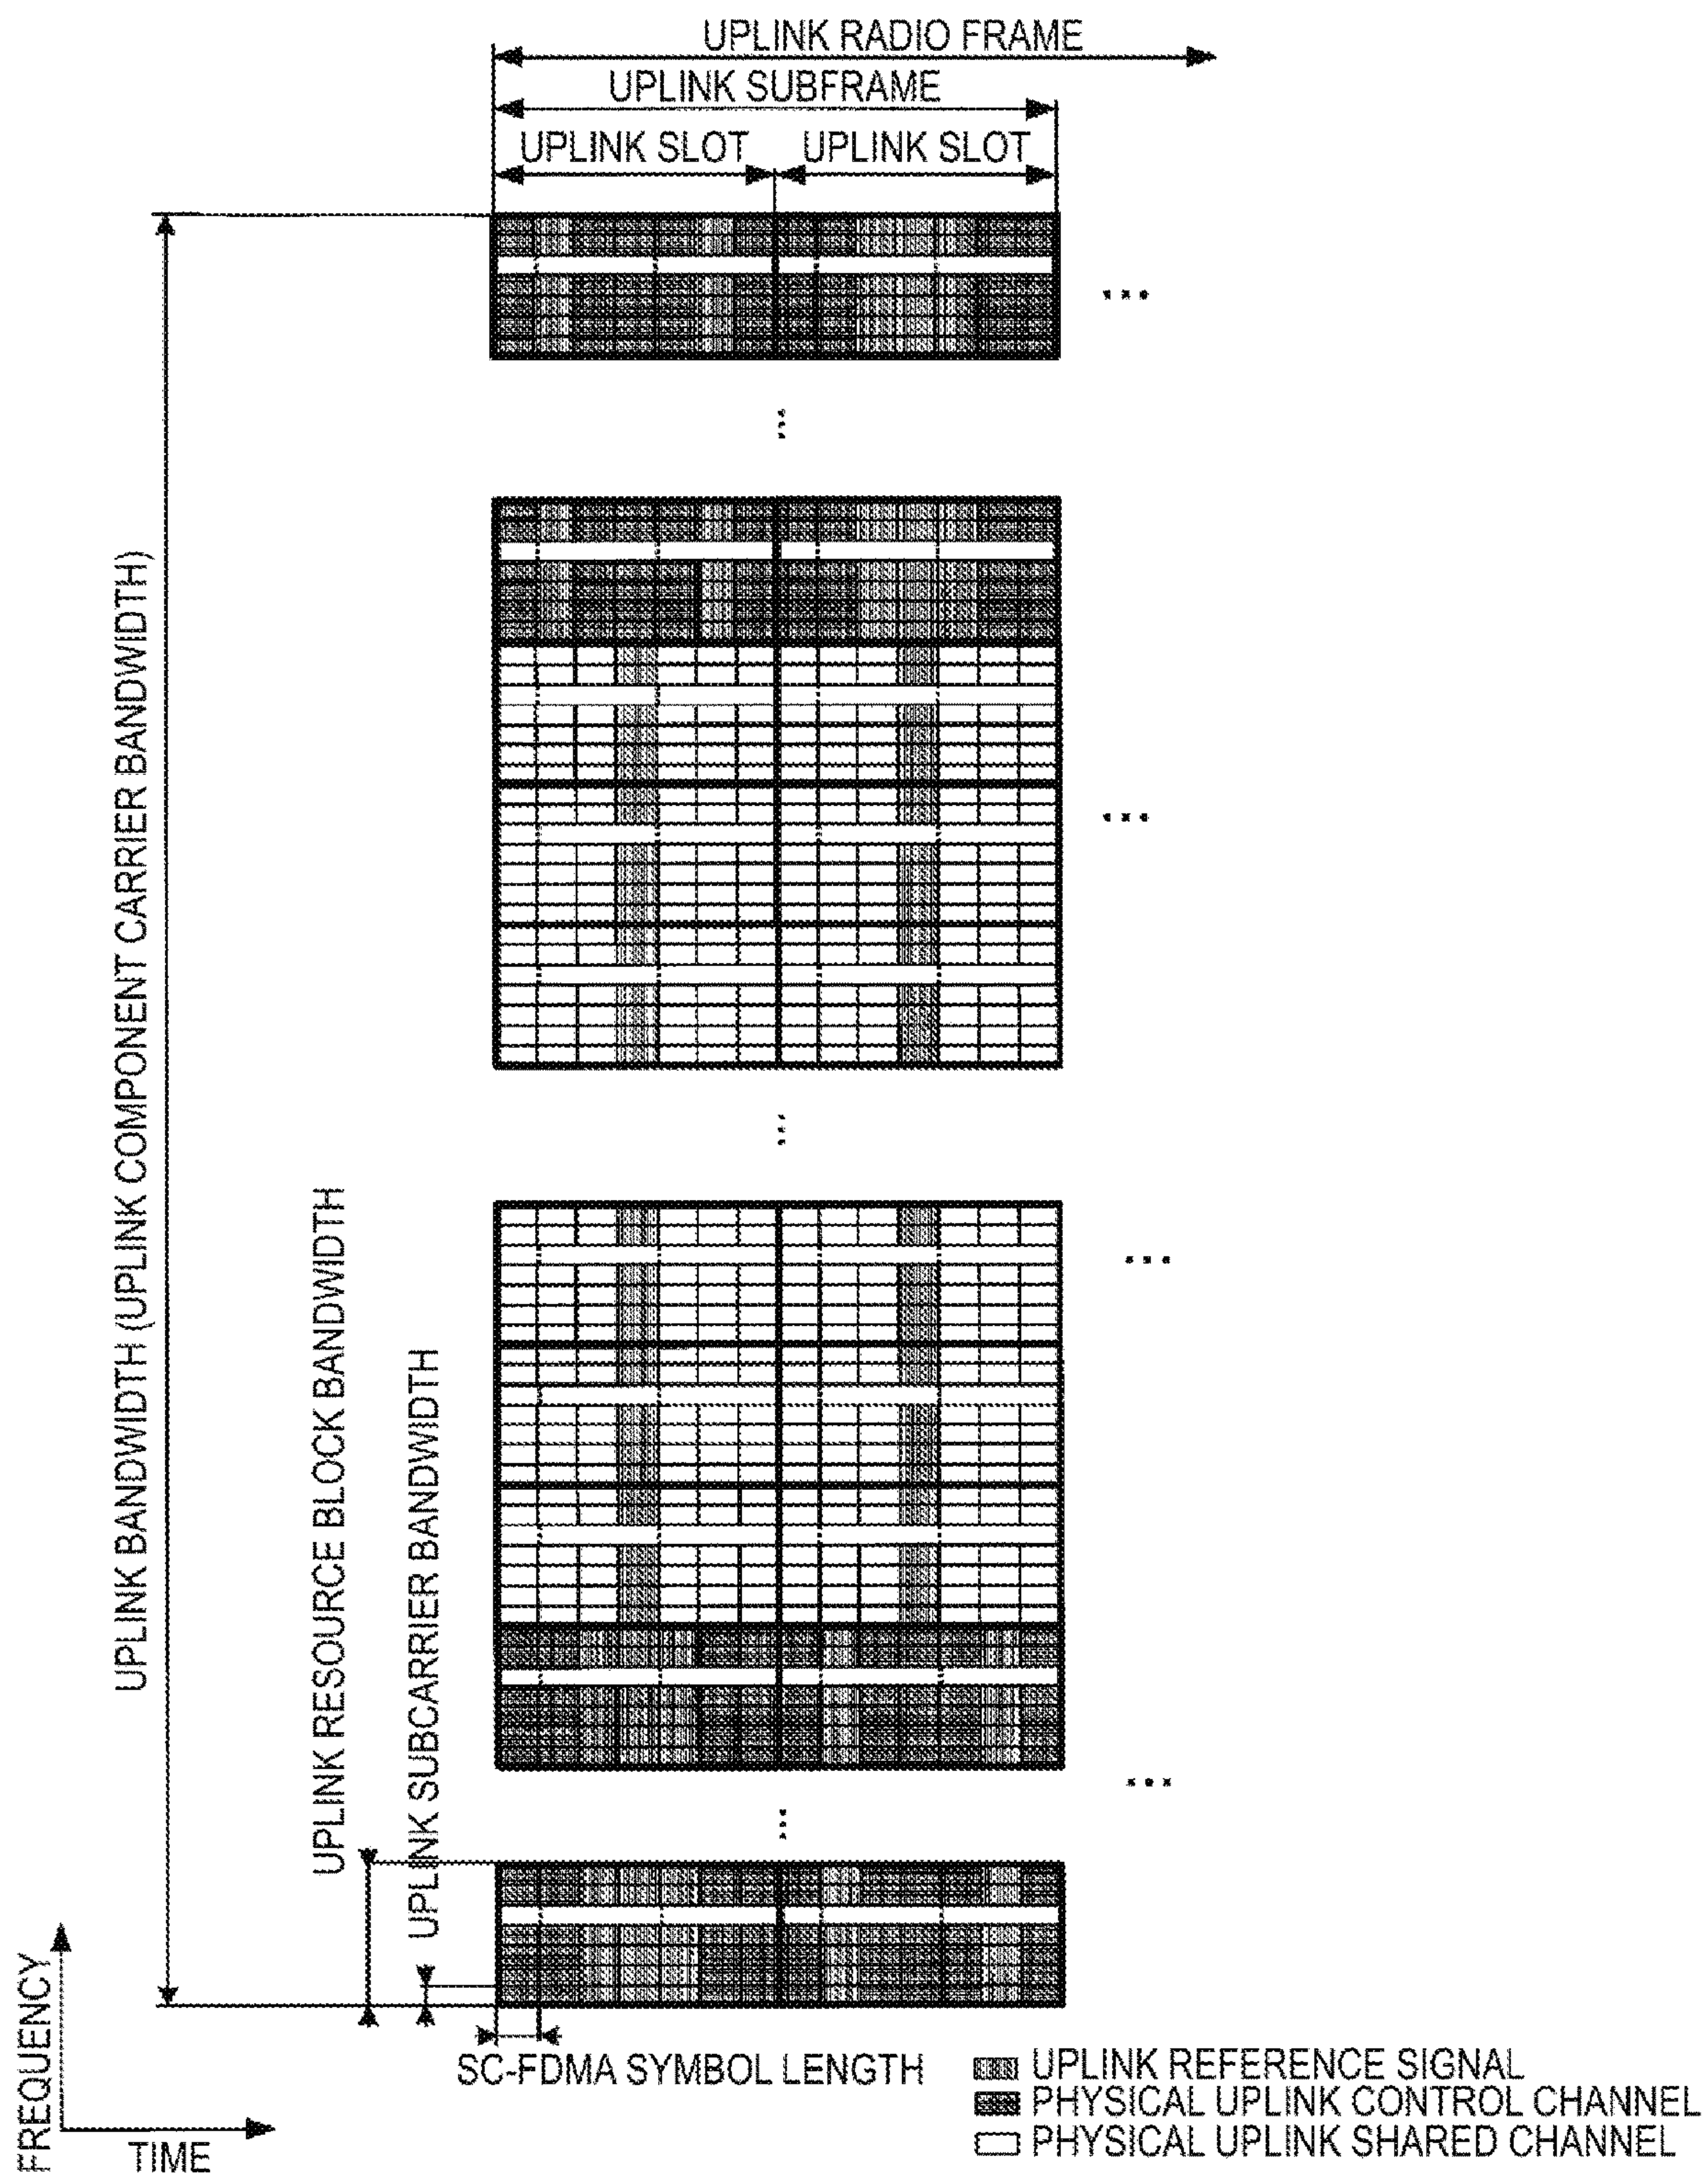 UPLINK RADIO FRAME
UPLINK SUBFRAME
UPLINK SLOT
UPLINK SLOT
UPLINK BANDWIDTH (UPLINK COMPONENT CARRIER BANDWIDTH)
UPLINK RESOURCE BLOCK BANDWIDTH
UPLINK SUBCARRIER BANDWIDTH
SC-FDMA SYMBOL LENGTH
FREQUENCY
TIME
UPLINK REFERENCE SIGNAL
PHYSICAL UPLINK CONTROL CHANNEL
PHYSICAL UPLINK SHARED CHANNEL